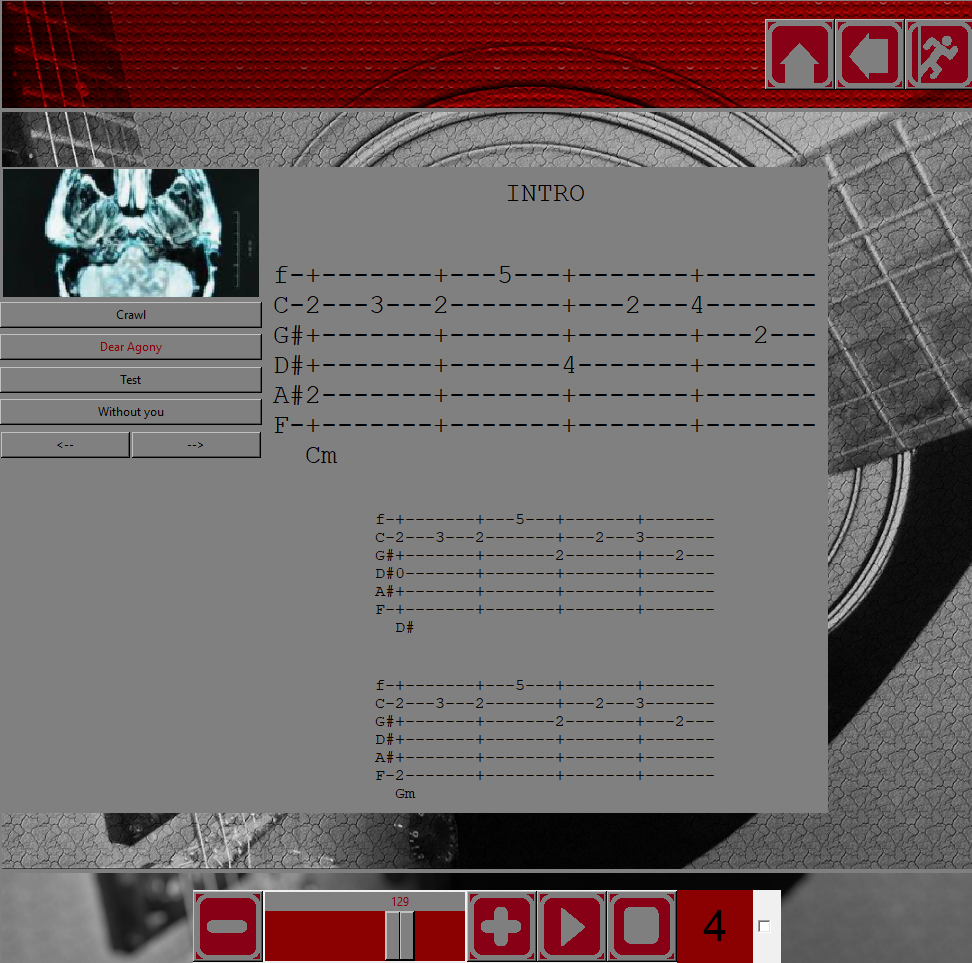 INTRO
f-+-------+---5---+-------+-------
C-2---3---2-------+---2---4-------
G#+-------+-------+-------+---2---
D#+-------+-------4-------+-------
A#2-------+-------+-------+-------
F-+-------+-------+-------+-------
Cm
Crawl
Dear Agony
Test
Without you
<-- -->
f-+-------+---5---+-------+-------
C-2---3---2-------+---2---3-------
G#+-------+-------2-------+---2---
D#0-------+-------+-------+-------
A#+-------+-------+-------+-------
F-+-------+-------+-------+-------
D#
f-+-------+---5---+-------+-------
C-2---3---2-------+---2---3-------
G#+-------+-------2-------+---2---
D#+-------+-------+-------+-------
A#+-------+-------+-------+-------
F-2-------+-------+-------+-------
Gm
129
4